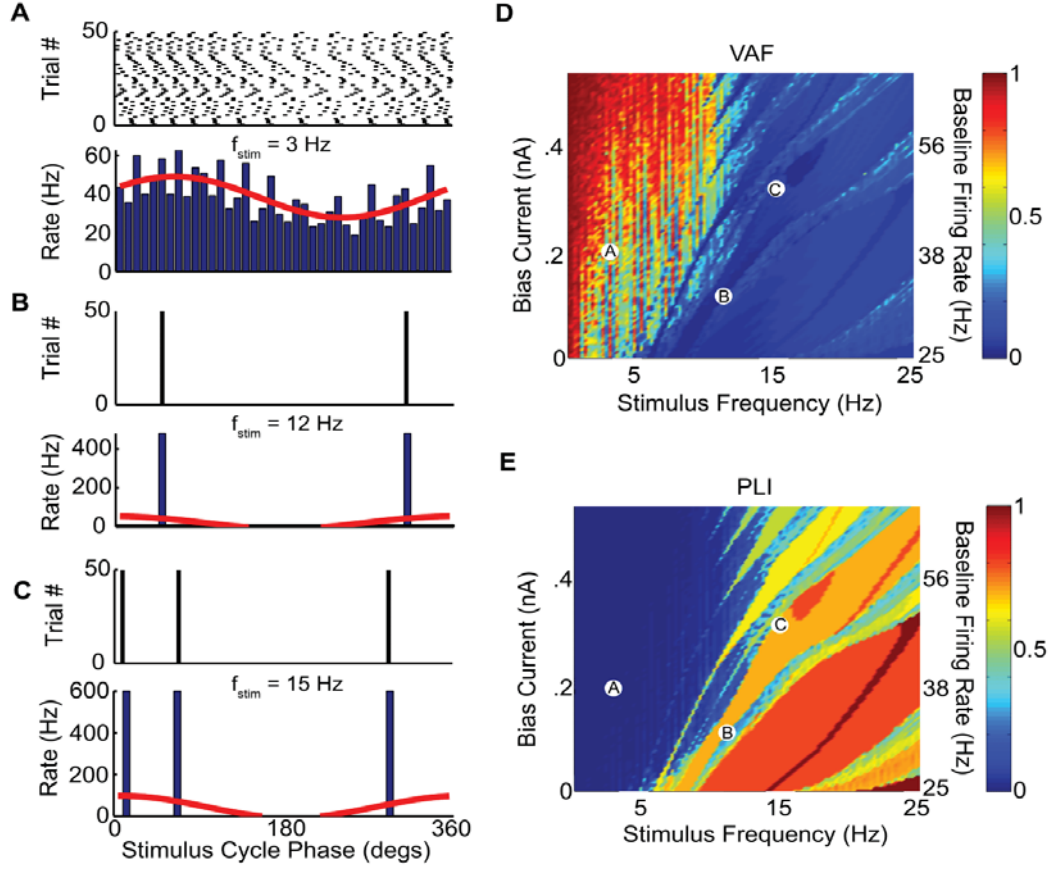 A
Trial #
50
0
f_stim = 3 Hz
Rate (Hz)
60
40
20
0
B
Trial #
50
0
f_stim = 12 Hz
Rate (Hz)
400
200
0
C
Trial #
50
0
f_stim = 15 Hz
Rate (Hz)
600
400
200
0
0 180 360
Stimulus Cycle Phase (degs)
D
VAF
Bias Current (nA)
.4
.2
0
A
B
C
5 15 25
Stimulus Frequency (Hz)
56
38
25
Baseline Firing Rate (Hz)
1
0.5
0
E
PLI
Bias Current (nA)
.4
.2
0
A
B
C
5 15 25
Stimulus Frequency (Hz)
56
38
25
Baseline Firing Rate (Hz)
1
0.5
0